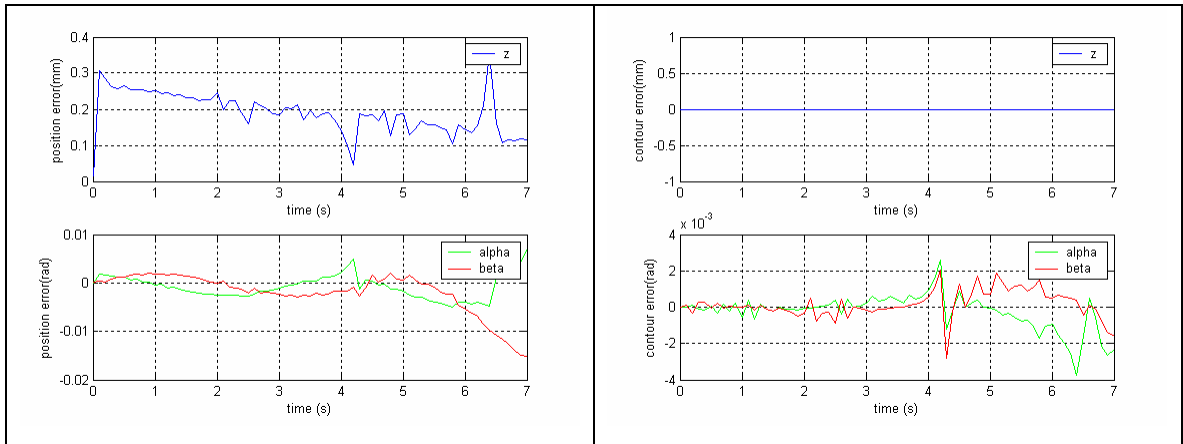 0.4
0.3
0.2
0.1
0
position error(mm)
z
0 1 2 3 4 5 6 7
time (s)
0.01
0
-0.01
-0.02
position error(rad)
alpha
beta
0 1 2 3 4 5 6 7
time (s)
1
0.5
0
-0.5
-1
contour error(mm)
z
0 1 2 3 4 5 6 7
time (s)
x 10⁻³
4
2
0
-2
-4
contour error(rad)
alpha
beta
0 1 2 3 4 5 6 7
time (s)